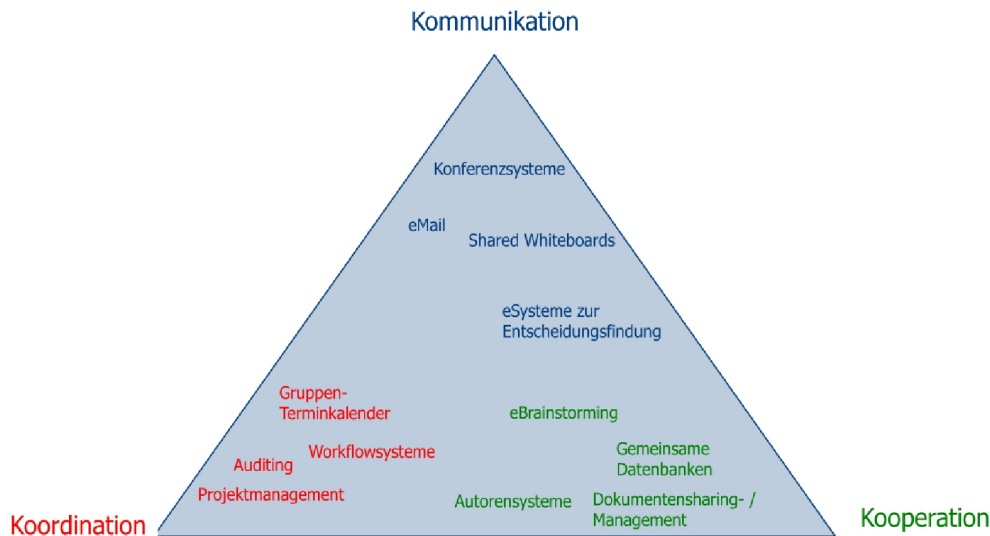 Kommunikation
Konferenzsysteme
eMail
Shared Whiteboards
eSysteme zur
Entscheidungsfindung
Gruppen-
Terminkalender
eBrainstorming
Workflowsysteme
Gemeinsame
Datenbanken
Auditing
Projektmanagement
Autorensysteme
Dokumentensharing- /
Management
Koordination
Kooperation